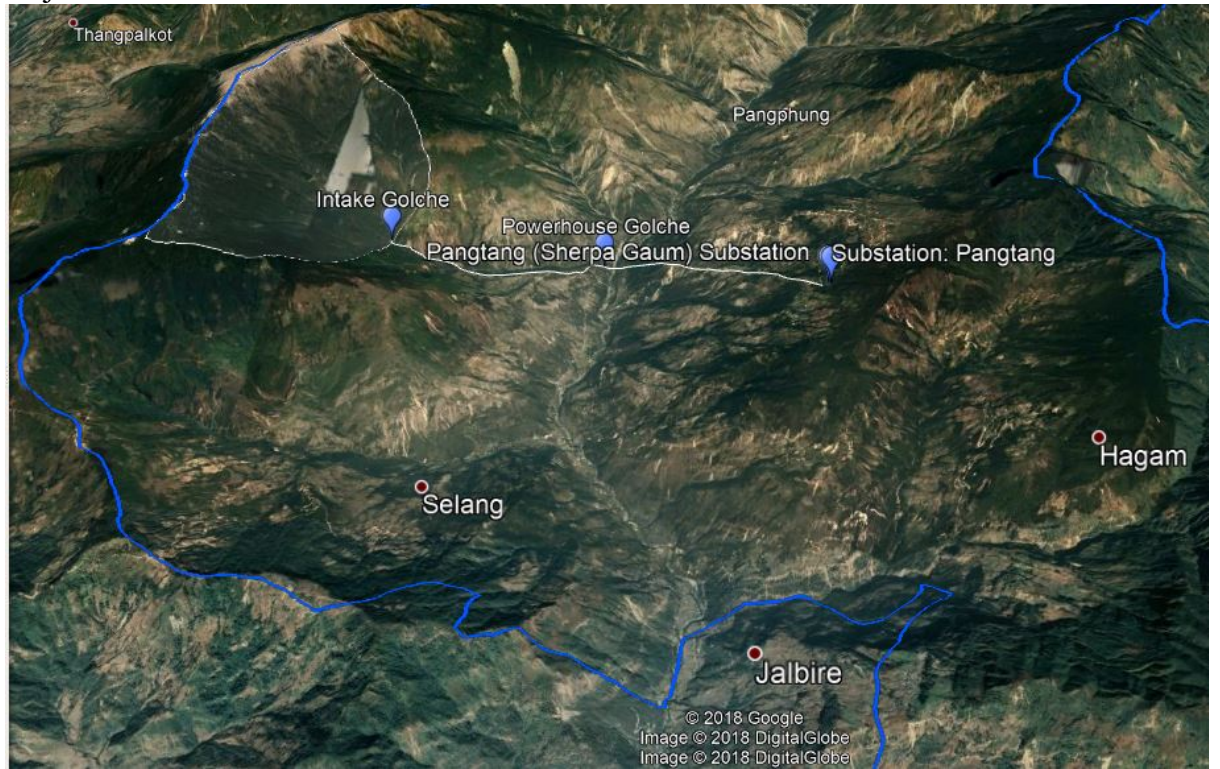 Thangpalkot
Pangphung
Intake Golche
Powerhouse Golche
Pangtang (Sherpa Gaum) Substation
Substation: Pangtang
Hagam
Selang
Jalbire
© 2018 Google
Image © 2018 DigitalGlobe
Image © 2018 DigitalGlobe